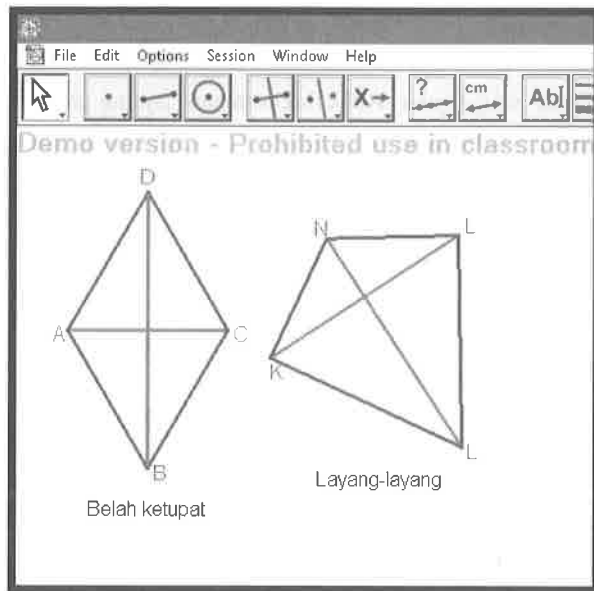 File Edit Options Session Window Help
? cm Ab
Demo version - Prohibited use in classroom
D
N L
A C
K
B L
Layang-layang
Belah ketupat